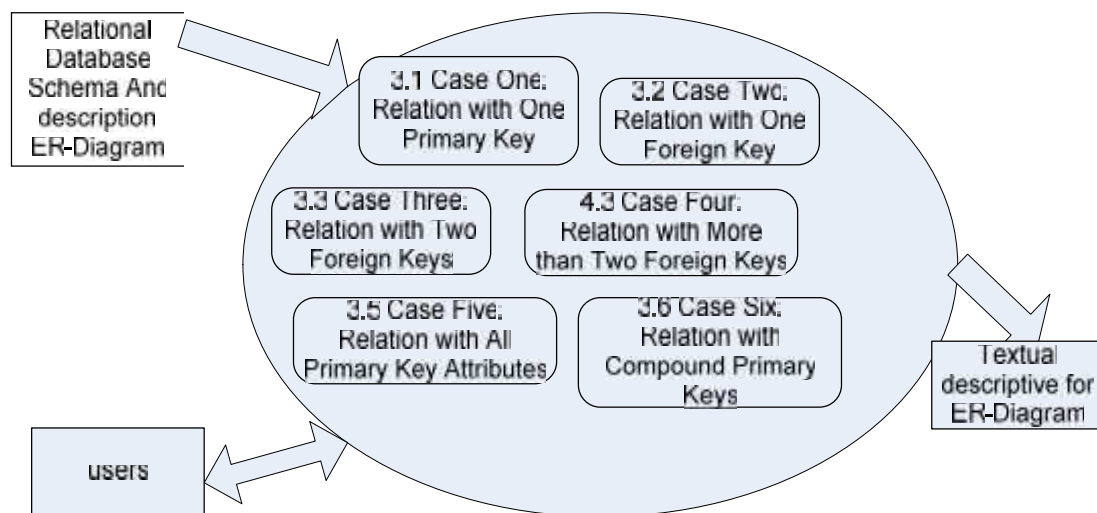 Relational
Database
Schema And
description
ER-Diagram
3.1 Case One:
Relation with One
Primary Key
3.2 Case Two:
Relation with One
Foreign Key
3.3 Case Three:
Relation with Two
Foreign Keys
4.3 Case Four:
Relation with More
than Two Foreign Keys
3.5 Case Five:
Relation with All
Primary Key Attributes
3.6 Case Six:
Relation with
Compound Primary
Keys
Textual
descriptive for
ER-Diagram
users